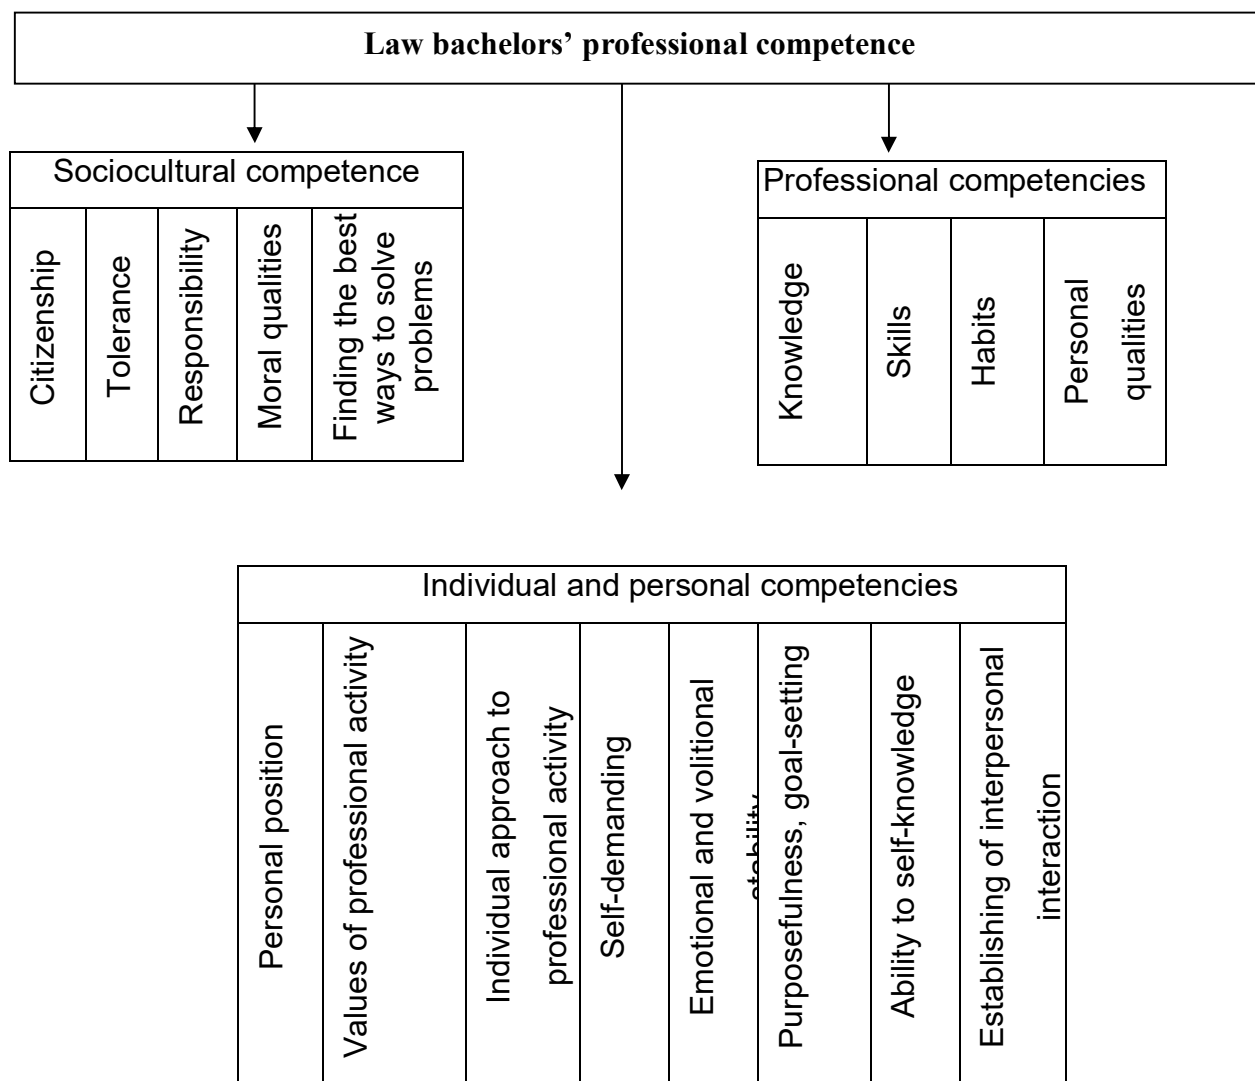 Law bachelors’ professional competence
Sociocultural competence
Citizenship
Tolerance
Responsibility
Moral qualities
Finding the best
ways to solve
problems
Professional competencies
Knowledge
Skills
Habits
Personal
qualities
Individual and personal competencies
Personal position
Values of professional activity
Individual approach to
professional activity
Self-demanding
Emotional and volitional
stability
Purposefulness, goal-setting
Ability to self-knowledge
Establishing of interpersonal
interaction